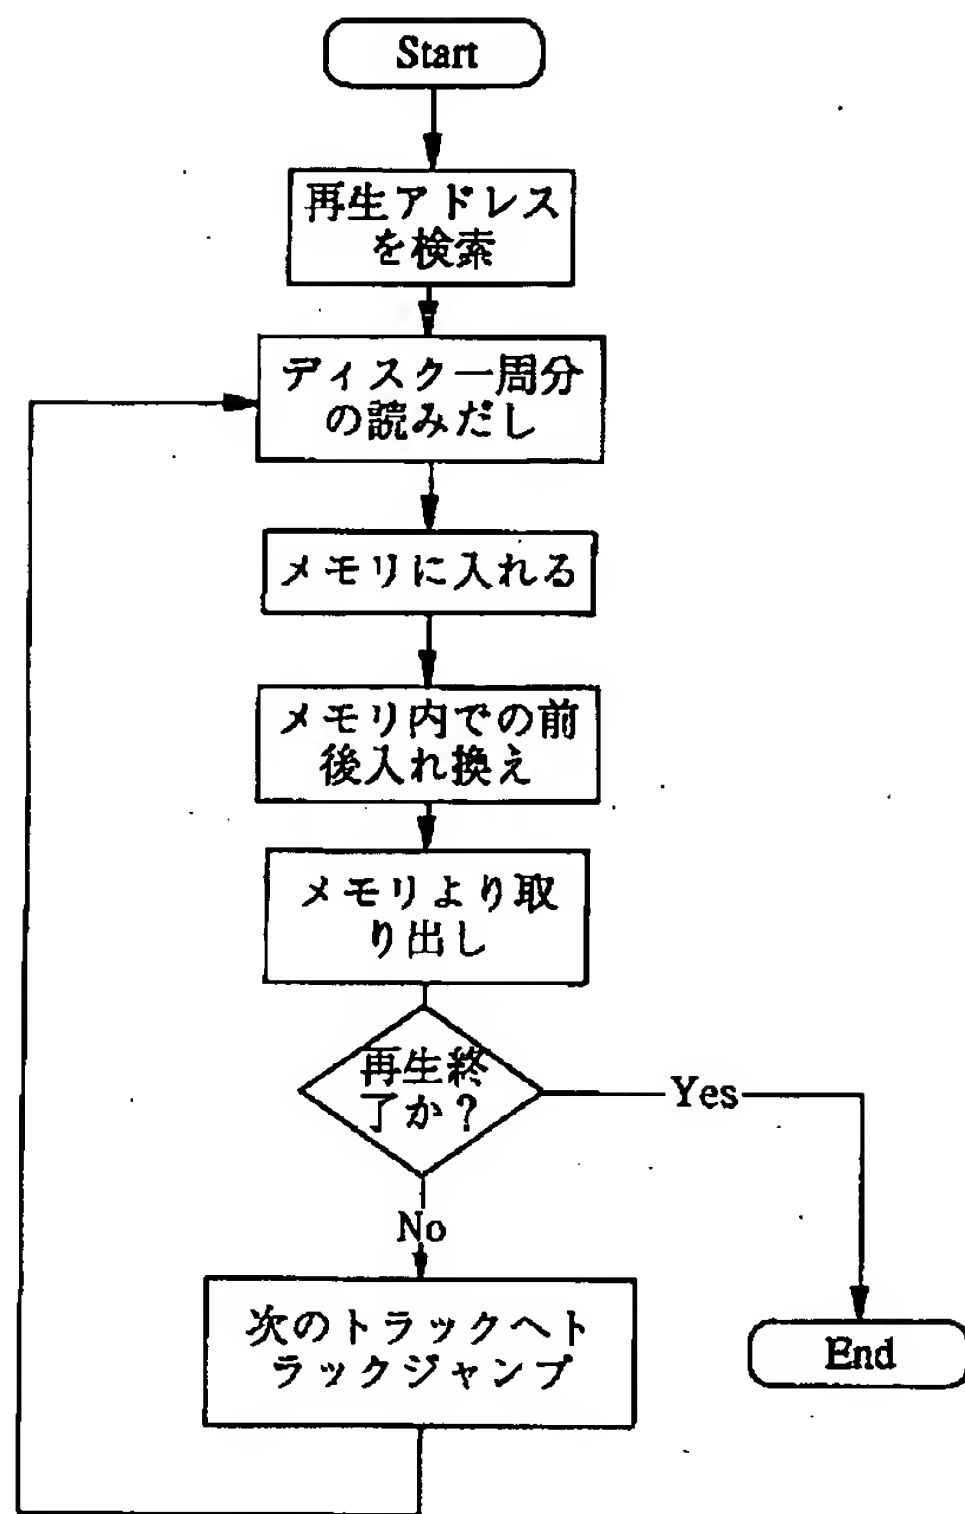 Start
再生アドレス
を検索
ディスク一周分
の読みだし
メモリに入れる
メモリ内での前
後入れ換え
メモリより取
り出し
再生終
了か?
Yes
No
次のトラックへト
ラックジャンプ
End